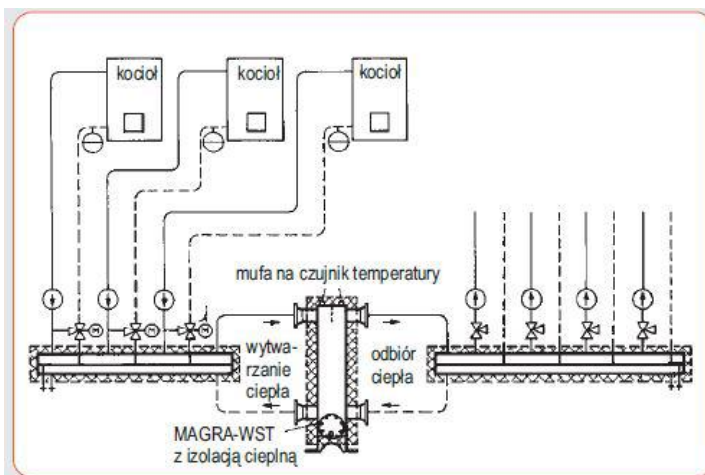 kocioł
kocioł
kocioł
mufa na czujnik temperatury
M
M
M
wytwa-
rzanie
ciepła
odbiór
ciepła
MAGRA-WST
z izolacją cieplną